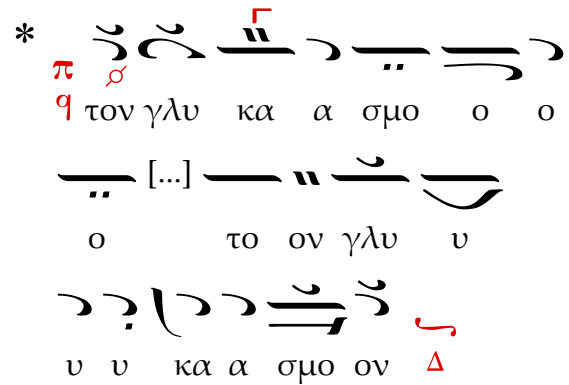 * π q τον γλυ κα α σμο ο ο
ο [...] το ον γλυ υ
υ υ κα α σμο ον Δ